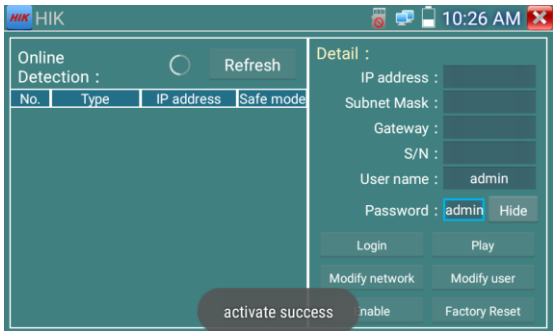 HIK HIK 10:26 AM
Online
Detection : Refresh
No. Type IP address Safe mode
Detail :
IP address :
Subnet Mask :
Gateway :
S/N :
User name : admin
Password : admin Hide
Login Play
Modify network Modify user
Factory Reset
activate success